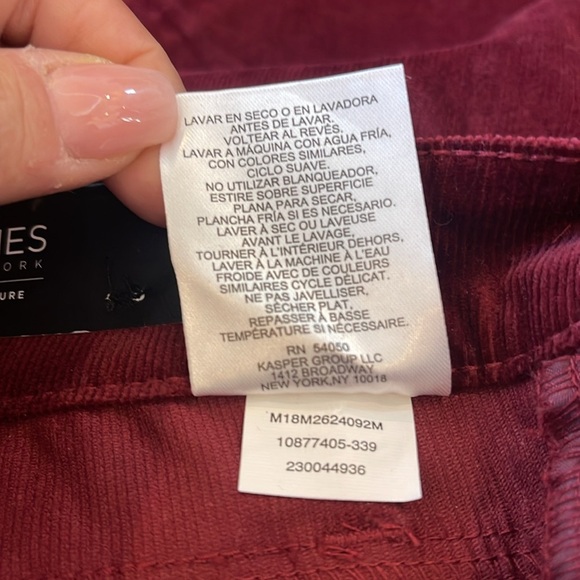 LAVAR EN SECO O EN LAVADORA
ANTES DE LAVAR.
VOLTEAR AL REVÉS.
LAVAR A MÁQUINA CON AGUA FRÍA,
CON COLORES SIMILARES,
CICLO SUAVE.
NO UTILIZAR BLANQUEADOR,
ESTIRE SOBRE SUPERFICIE
PLANA PARA SECAR,
PLANCHA FRÍA SI ES NECESARIO.
LAVER À SEC OU LAVEUSE
AVANT LE LAVAGE,
TOURNER À L'INTÉRIEUR DEHORS,
LAVER À LA MACHINE À L'EAU
FROIDE AVEC DE COULEURS
SIMILAIRES CYCLE DÉLICAT.
NE PAS JAVELLISER,
SÉCHER PLAT,
REPASSER À BASSE
TEMPÉRATURE SI NÉCESSAIRE.
RN 54050
KASPER GROUP LLC
1412 BROADWAY
NEW YORK,NY 10018
M18M2624092M
10877405-339
230044936